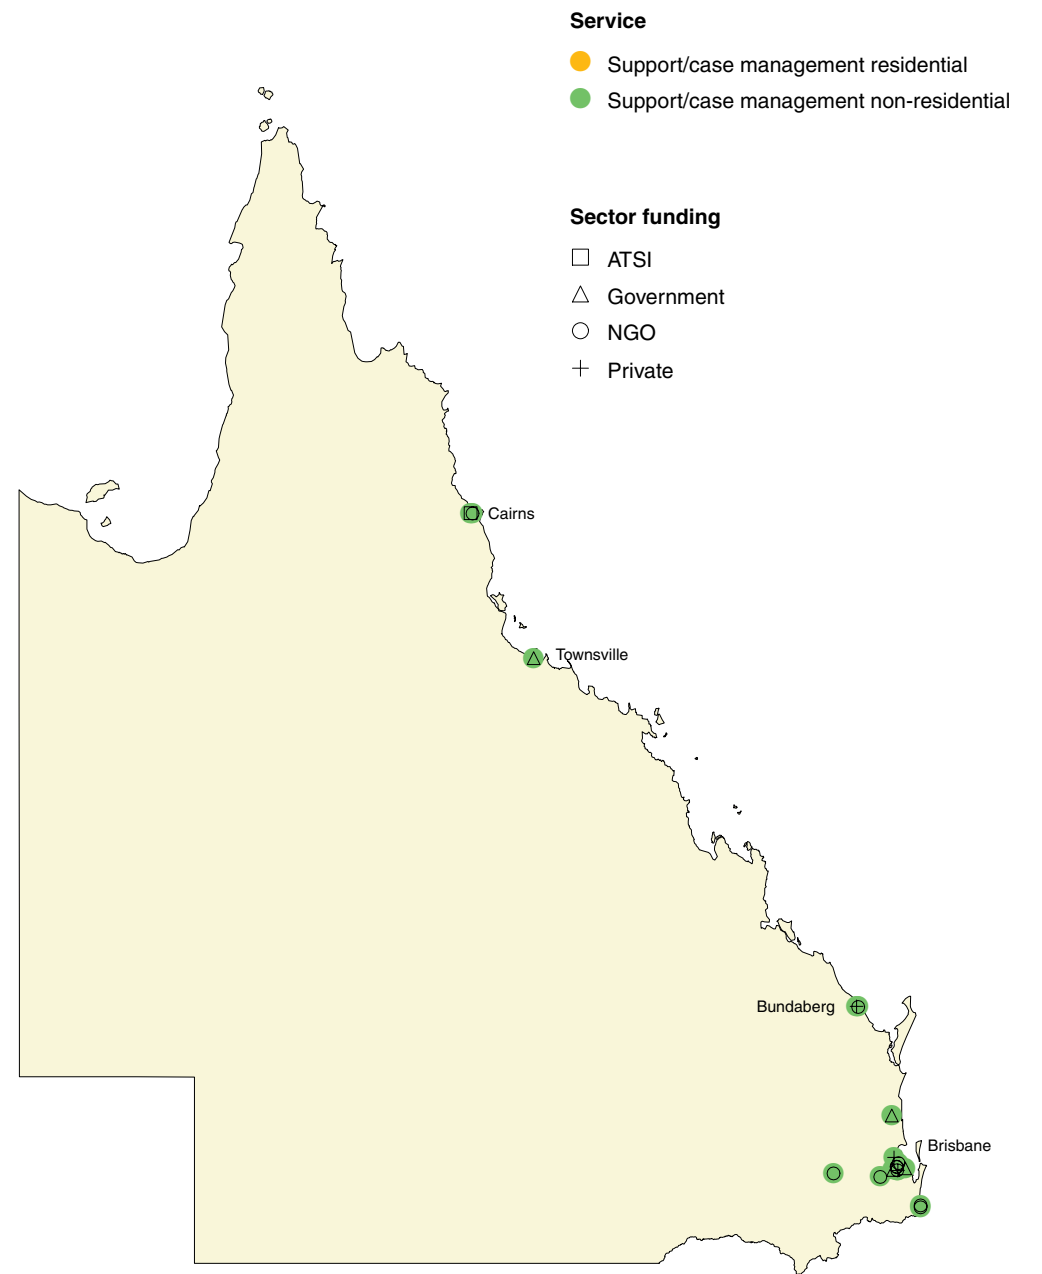 Service
Support/case management residential
Support/case management non-residential
Sector funding
ATSI
Government
NGO
Private
Cairns
Townsville
Bundaberg
Brisbane